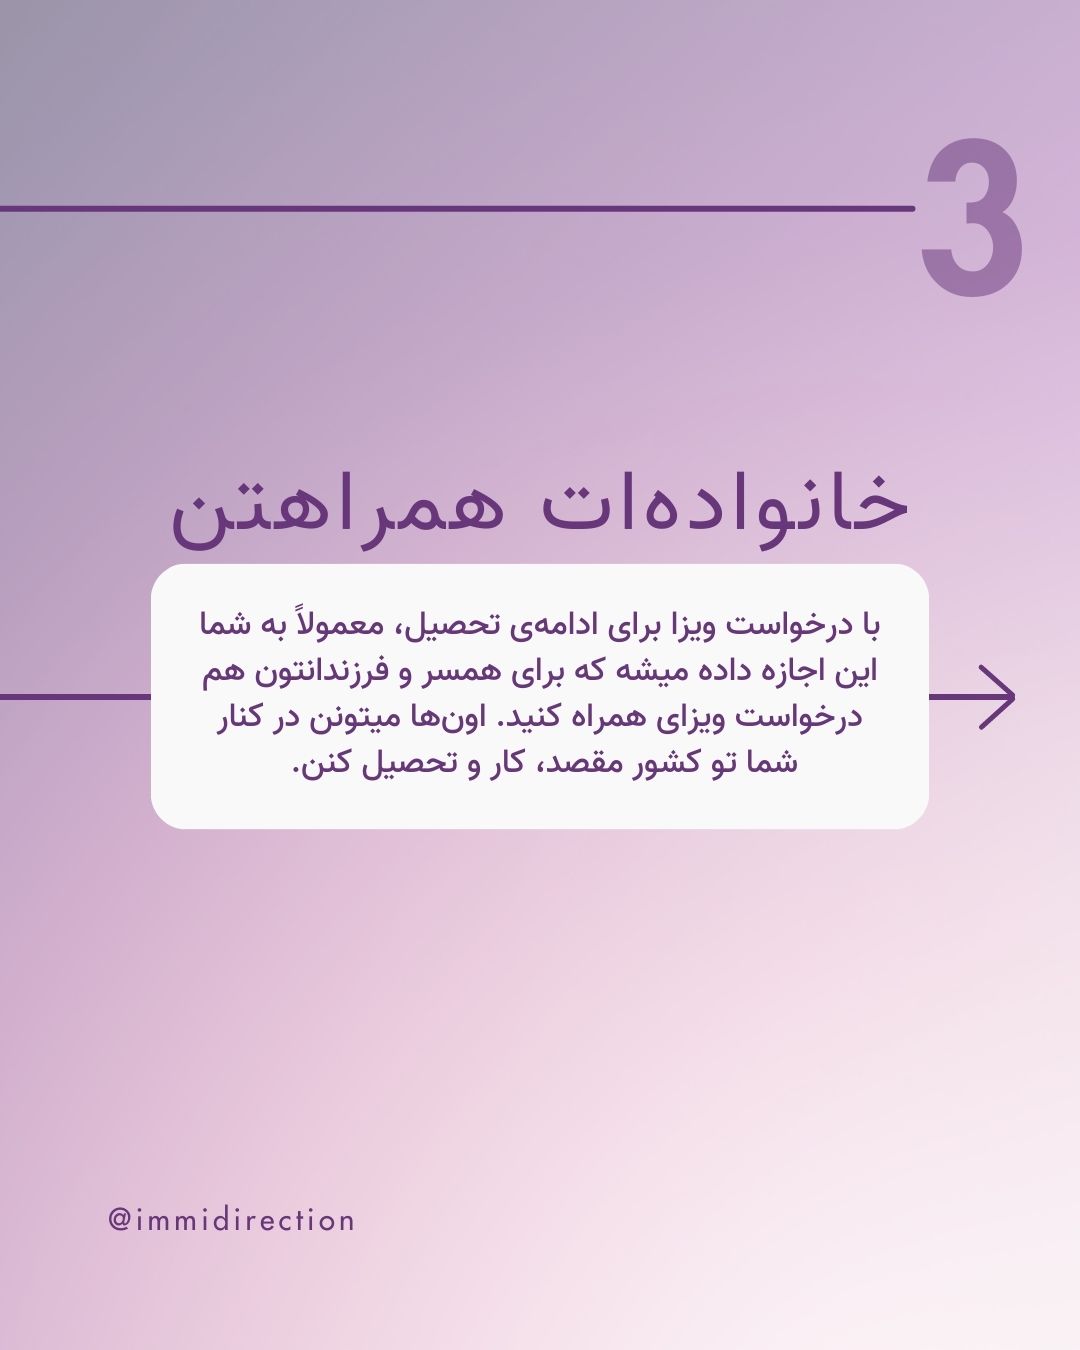 3
خانواده‌ات همراهتن
با درخواست ویزا برای ادامه‌ی تحصیل، معمولاً به شما
این اجازه داده میشه که برای همسر و فرزندانتون هم
درخواست ویزای همراه کنید. اون‌ها میتونن در کنار
شما تو کشور مقصد، کار و تحصیل کنن.
@immidirection